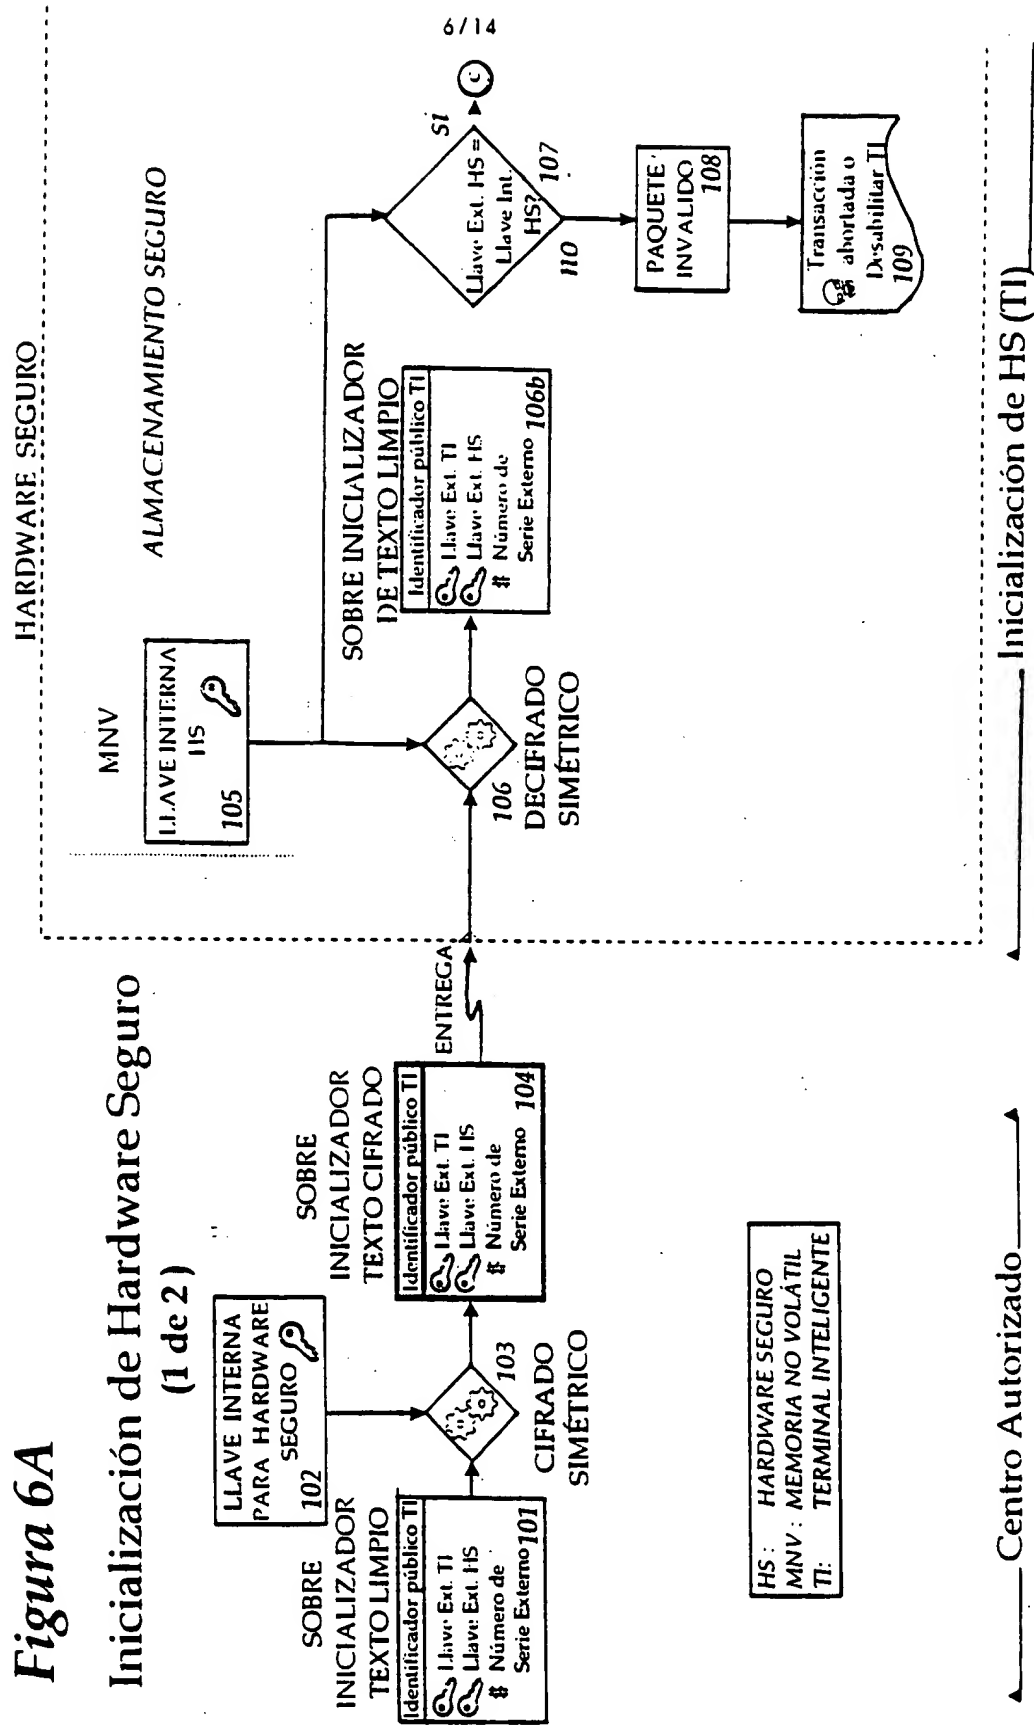 6/14
Figura 6A
Inicialización de Hardware Seguro
(1 de 2)
SOBRE
INICIALIZADOR
TEXTO LIMPIO
Identificador público TI
Llave Ext. TI
Llave Ext. HS
# Número de
Serie Externo 101
LLAVE INTERNA
PARA HARDWARE
SEGURO
102
103
CIFRADO
SIMÉTRICO
SOBRE
INICIALIZADOR
TEXTO CIFRADO
Identificador público TI
Llave Ext. TI
Llave Ext. HS
# Número de
Serie Externo 104
ENTREGA
HARDWARE SEGURO
MNV
ALMACENAMIENTO SEGURO
LLAVE INTERNA
HS
105
106
DECIFRADO
SIMÉTRICO
SOBRE INICIALIZADOR
DE TEXTO LIMPIO
Identificador público TI
Llave Ext. TI
Llave Ext. HS
# Número de
Serie Externo 106b
Llave Ext. HS =
Llave Int.
HS?
107
si
C
no
PAQUETE
INVALIDO
108
Transacción
abortada o
Desabilitar TI
109
HS : HARDWARE SEGURO
MNV : MEMORIA NO VOLÁTIL
TI: TERMINAL INTELIGENTE
Centro Autorizado
Inicialización de HS (TI)